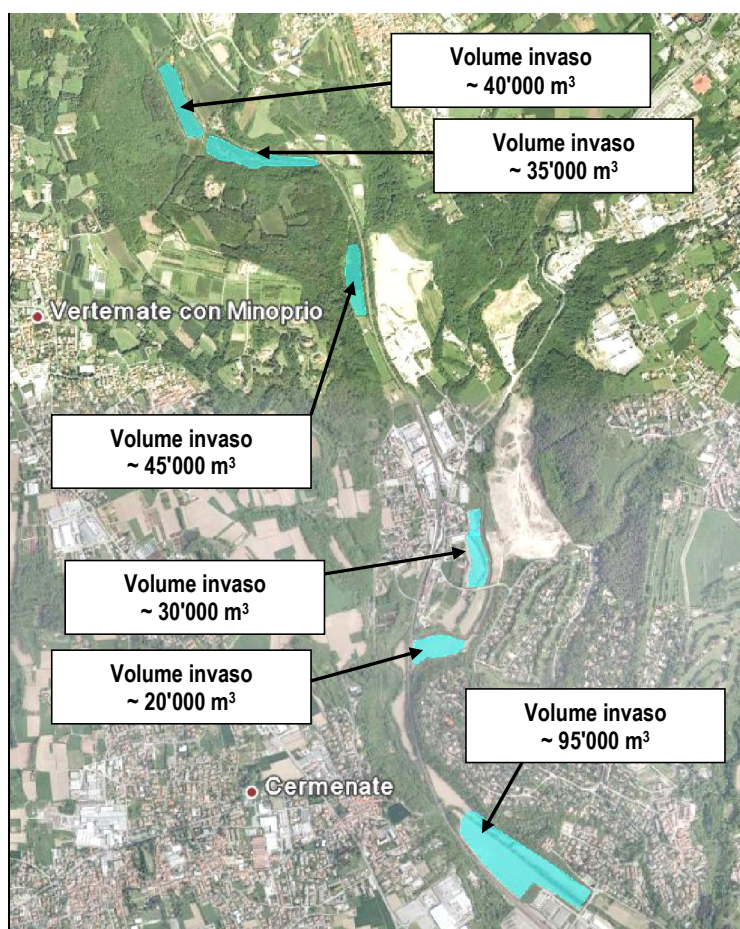 Volume invaso
~ 40'000 m³
Volume invaso
~ 35'000 m³
Vertemate con Minoprio
Volume invaso
~ 45'000 m³
Volume invaso
~ 30'000 m³
Volume invaso
~ 20'000 m³
Volume invaso
~ 95'000 m³
Cermenate